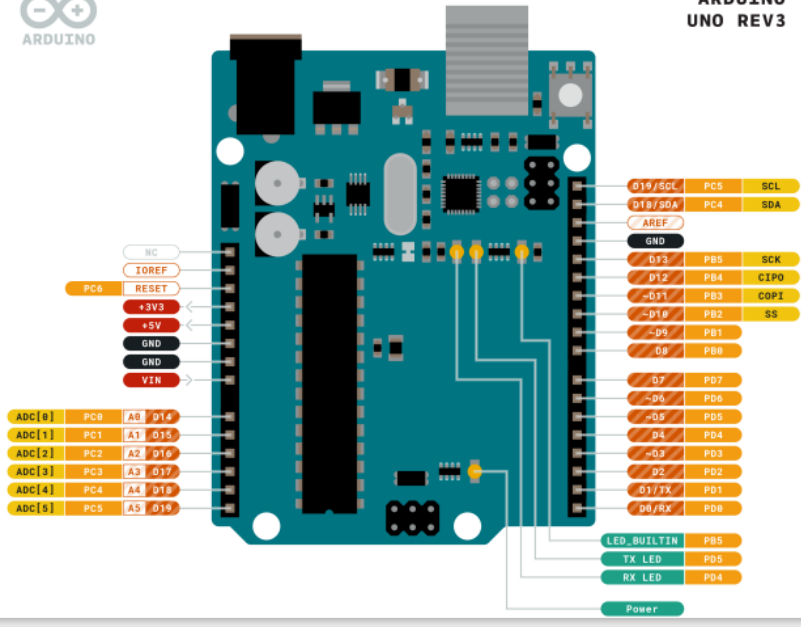 ARDUINO
ARDUINO
UNO REV3
NC
IOREF
PC6 RESET
+3V3
+5V
GND
GND
VIN
ADC[0] PC0 A0 D14
ADC[1] PC1 A1 D15
ADC[2] PC2 A2 D16
ADC[3] PC3 A3 D17
ADC[4] PC4 A4 D18
ADC[5] PC5 A5 D19
D19/SCL PC5 SCL
D18/SDA PC4 SDA
AREF
GND
D13 PB5 SCK
D12 PB4 CIPO
~D11 PB3 COPI
~D10 PB2 SS
~D9 PB1
D8 PB0
D7 PD7
~D6 PD6
~D5 PD5
D4 PD4
~D3 PD3
D2 PD2
D1/TX PD1
D0/RX PD0
LED_BUILTIN PB5
TX LED PD5
RX LED PD4
Power